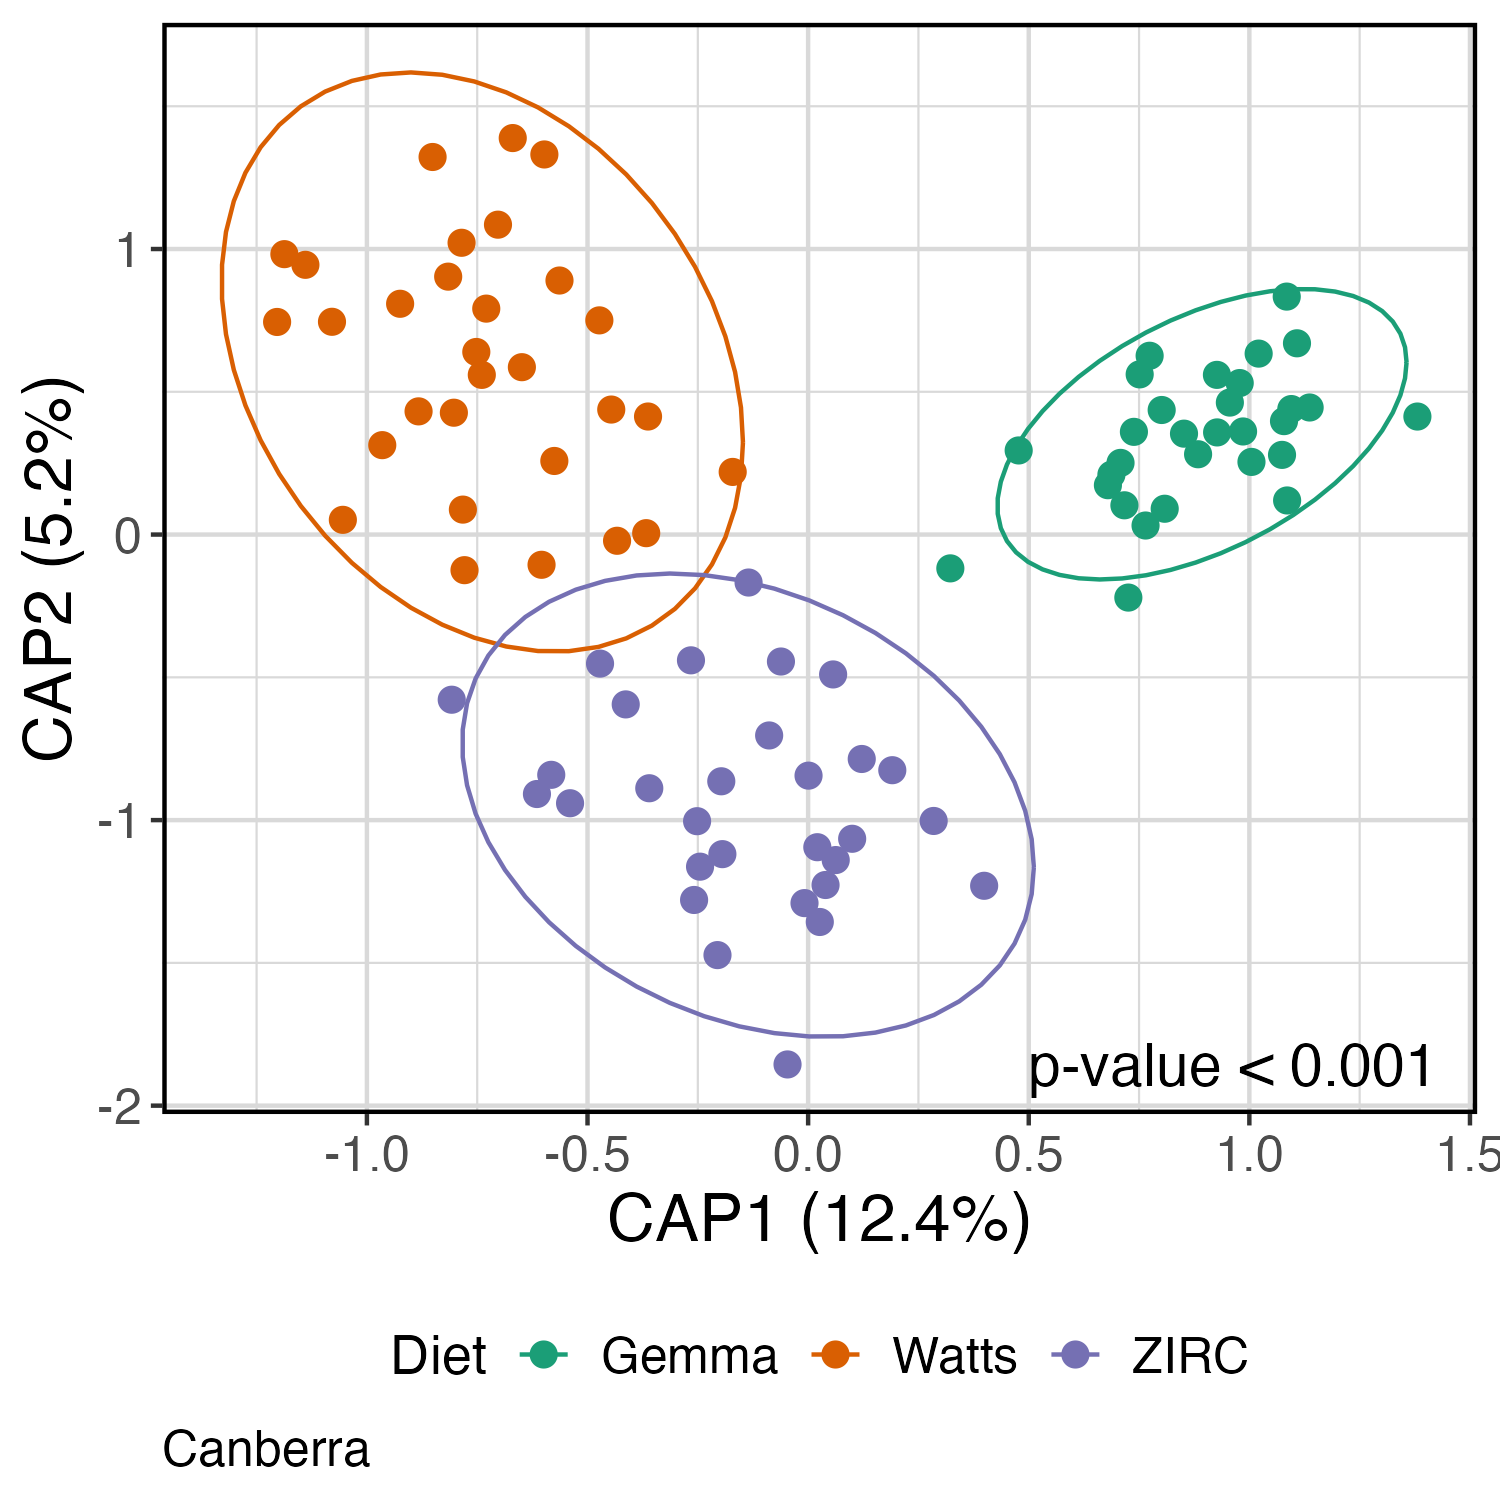 CAP2 (5.2%)
1
0
-1
-2
p-value < 0.001
-1.0 -0.5 0.0 0.5 1.0 1.5
CAP1 (12.4%)
Diet Gemma Watts ZIRC
Canberra